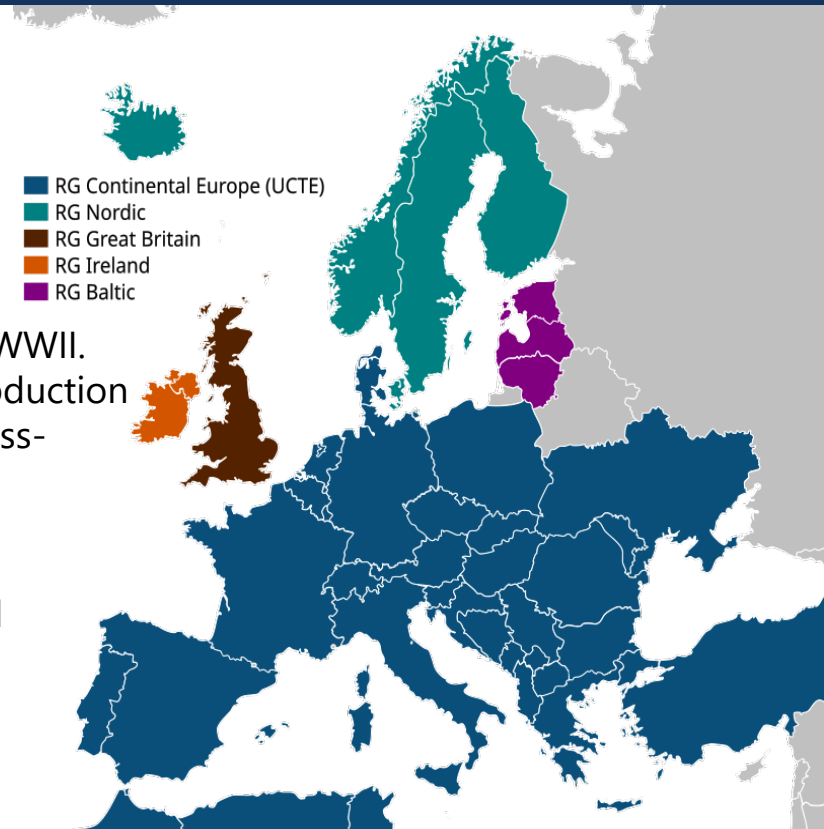 RG Continental Europe (UCTE)
RG Nordic
RG Great Britain
RG Ireland
RG Baltic
WWII.
oduction
ss-